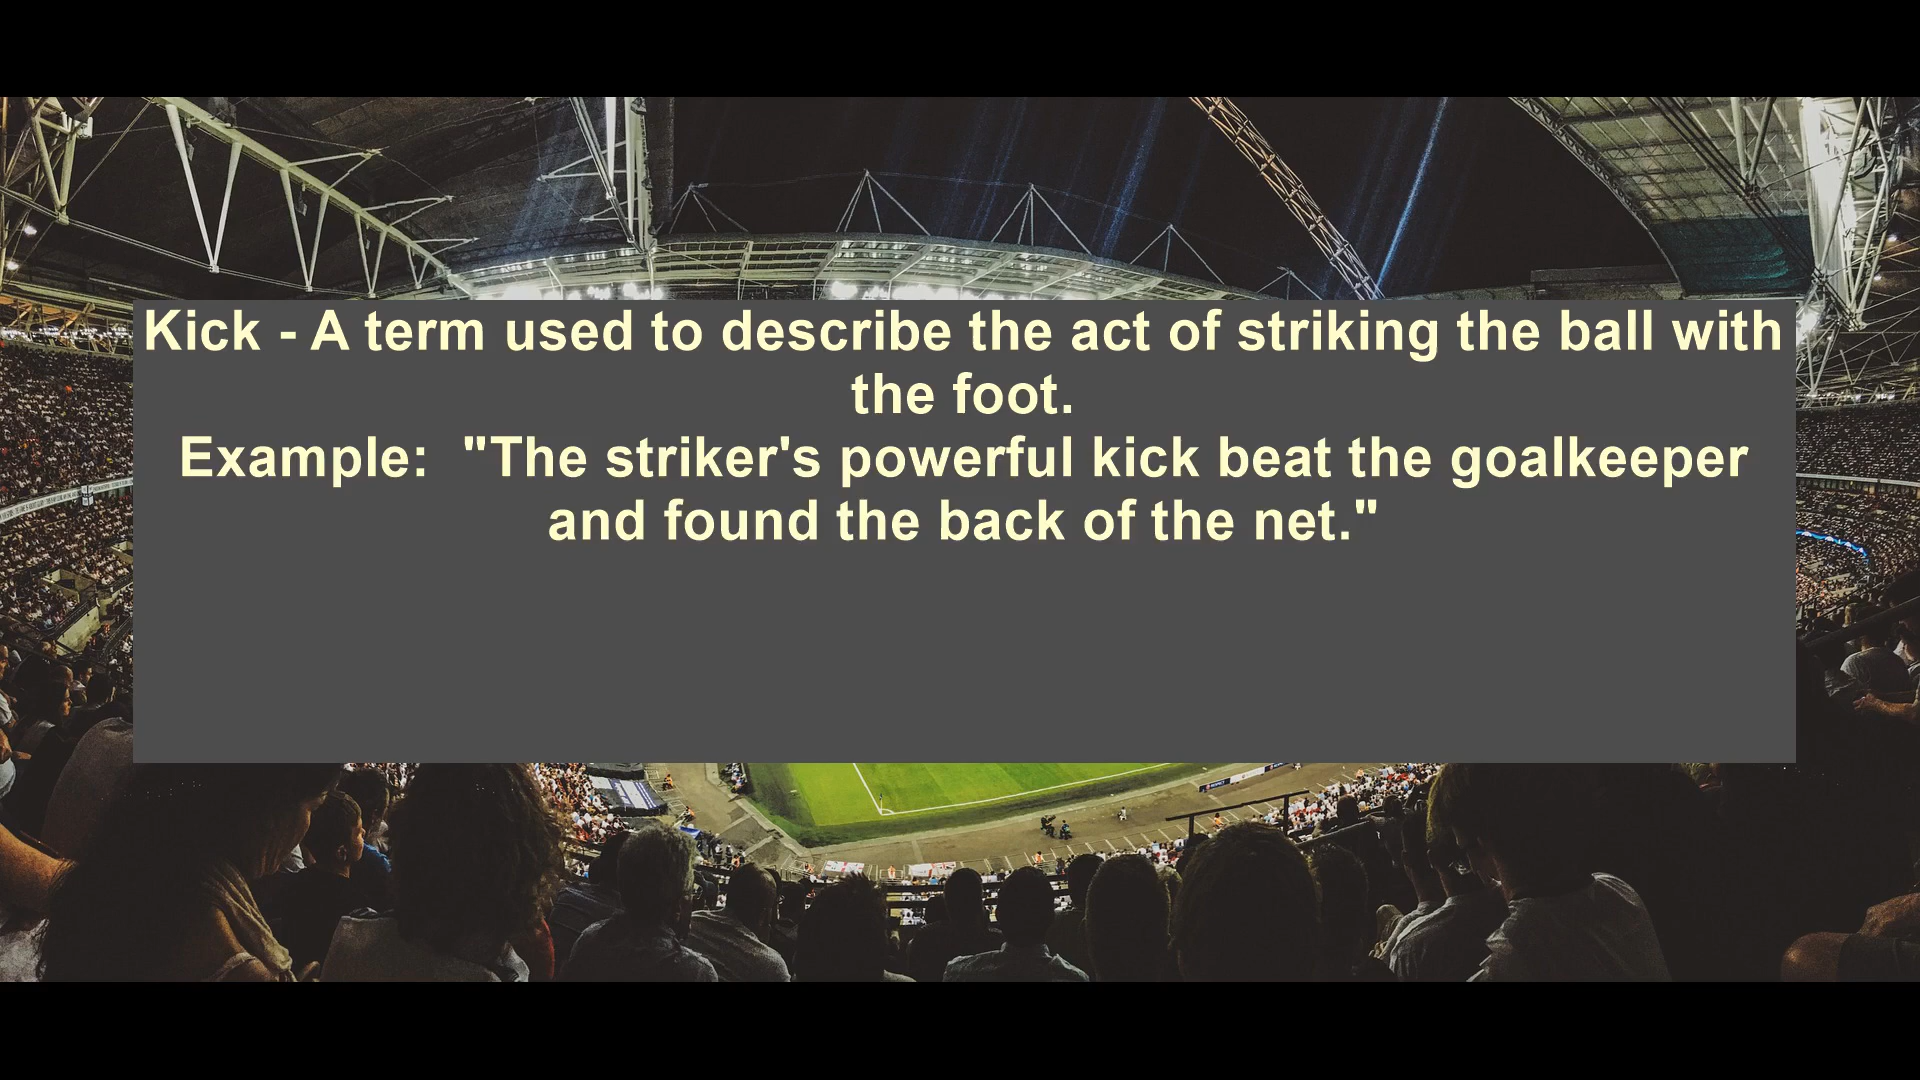 Kick - A term used to describe the act of striking the ball with
the foot.
Example:  "The striker's powerful kick beat the goalkeeper
and found the back of the net."